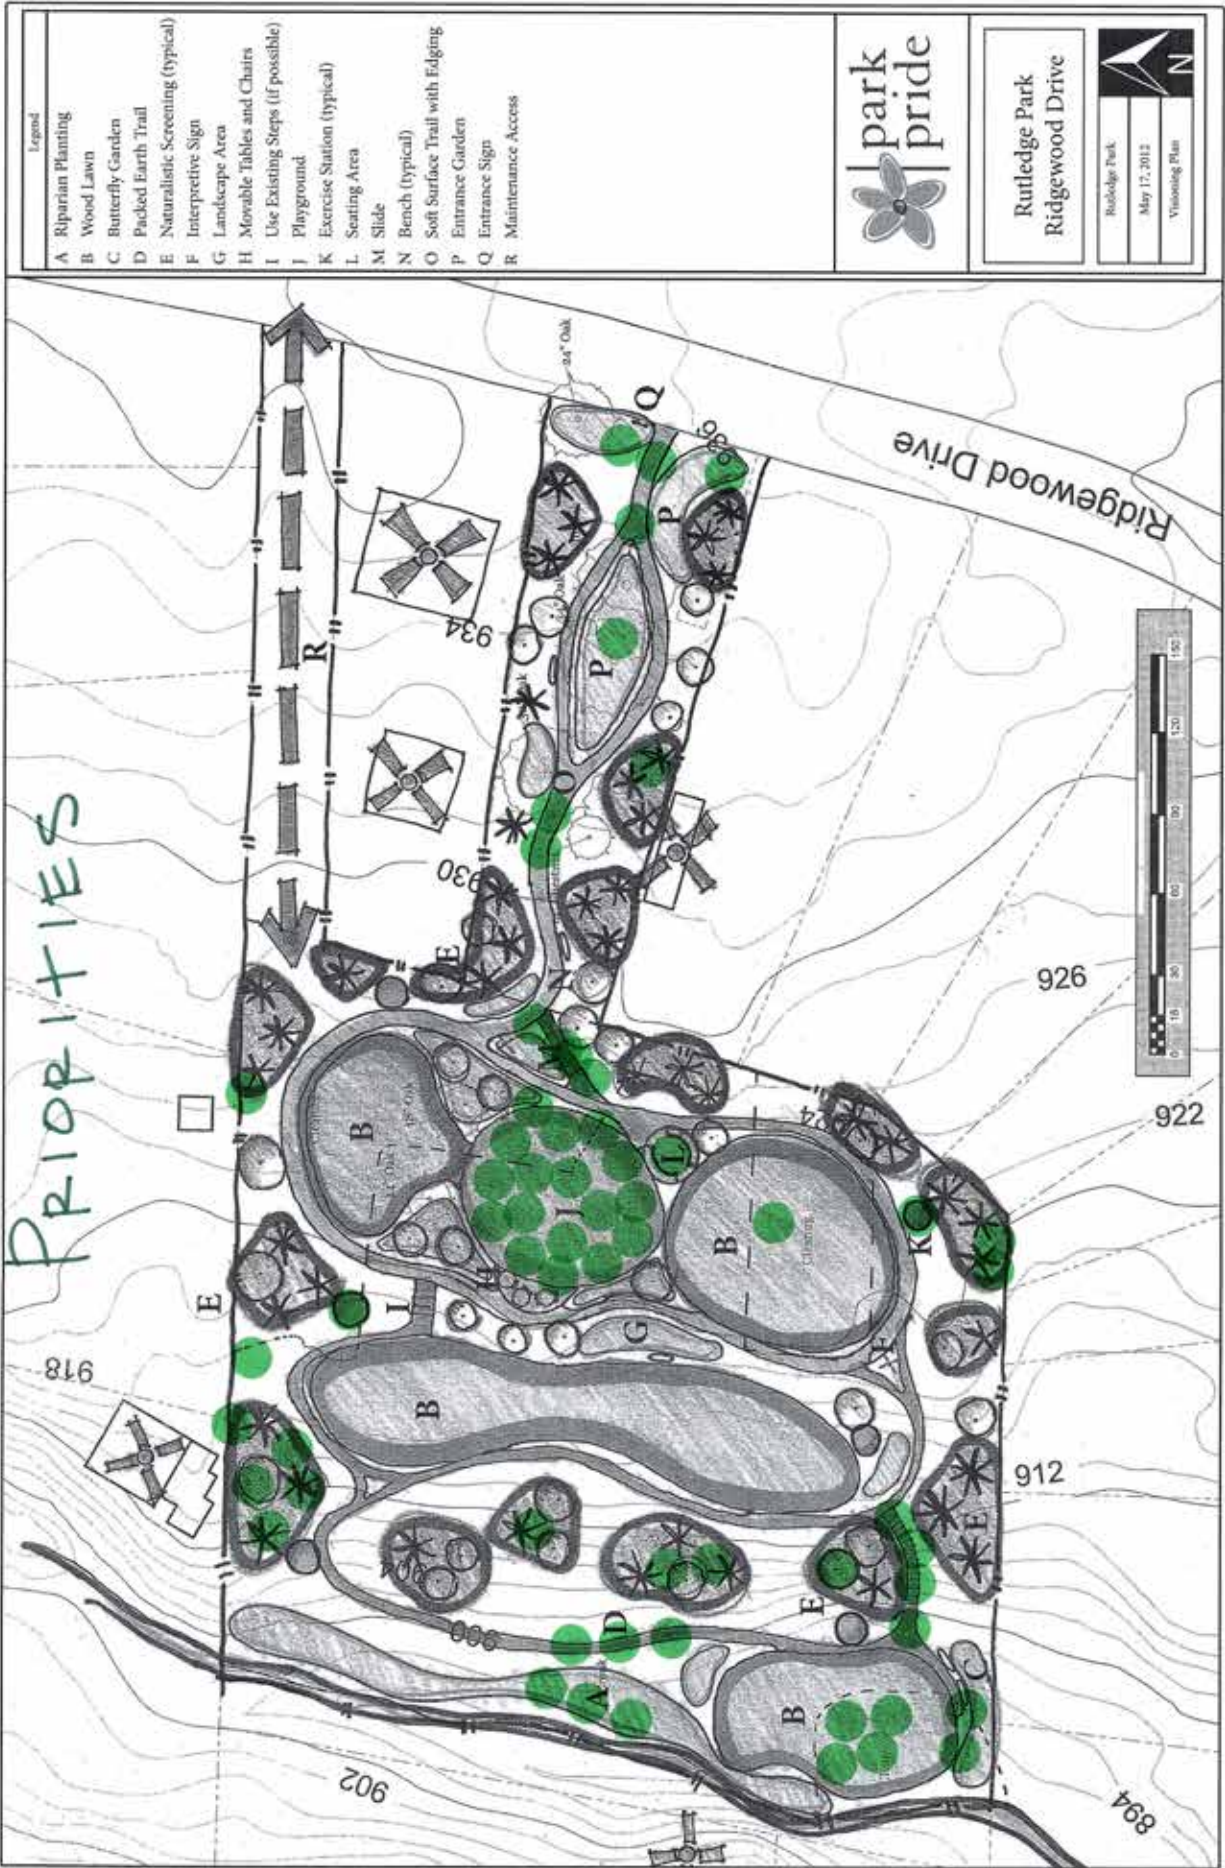 PRIORITIES
Legend
A Riparian Planting
B Wood Lawn
C Butterfly Garden
D Packed Earth Trail
E Naturalistic Screening (typical)
F Interpretive Sign
G Landscape Area
H Movable Tables and Chairs
I Use Existing Steps (if possible)
J Playground
K Exercise Station (typical)
L Seating Area
M Slide
N Bench (typical)
O Soft Surface Trail with Edging
P Entrance Garden
Q Entrance Sign
R Maintenance Access
park
pride
Rutledge Park
Ridgewood Drive
Rutledge Park
May 17, 2012
Visioning Plan
N
Ridgewood Drive
24" Oak
Q
936
P
P
Oak
934
R
O
930
E
N
926
922
B
L
J
B
Clearing
K
H
E
I
G
F
918
B
912
E
E
D
906
A
B
C
902
894
0 15 30 60 90 120 150